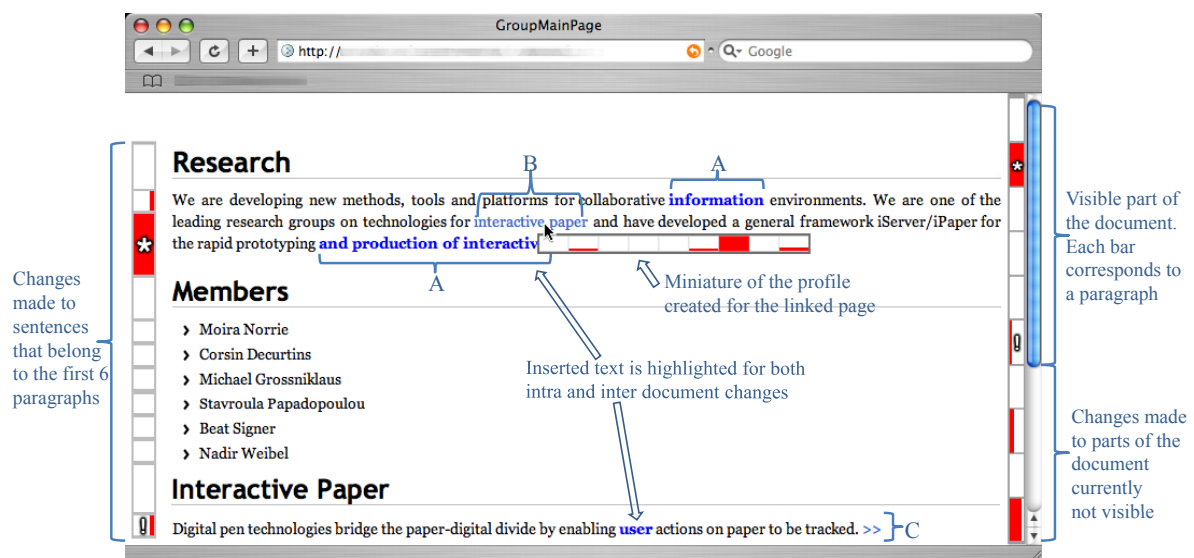 GroupMainPage
http://
Google
Research
B
A
We are developing new methods, tools and platforms for collaborative information environments. We are one of the
leading research groups on technologies for interactive paper and have developed a general framework iServer/iPaper for
the rapid prototyping and production of interactiv
A
Miniature of the profile
created for the linked page
Members
Moira Norrie
Corsin Decurtins
Michael Grossniklaus
Stavroula Papadopoulou
Beat Signer
Nadir Weibel
Inserted text is highlighted for both
intra and inter document changes
Interactive Paper
Digital pen technologies bridge the paper-digital divide by enabling user actions on paper to be tracked. >>
C
Changes
made to
sentences
that belong
to the first 6
paragraphs
Visible part of
the document.
Each bar
corresponds to
a paragraph
Changes made
to parts of the
document
currently
not visible